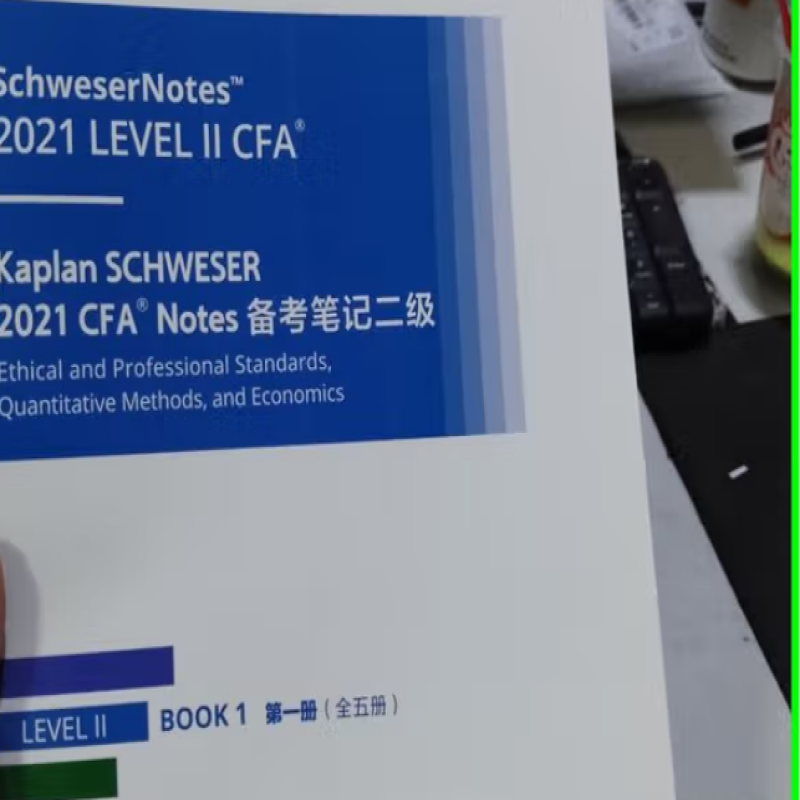 SchweserNotes™
2021 LEVEL II CFA®
Kaplan SCHWESER
2021 CFA® Notes 备考笔记二级
Ethical and Professional Standards,
Quantitative Methods, and Economics
LEVEL II
BOOK 1 第一册（全五册）